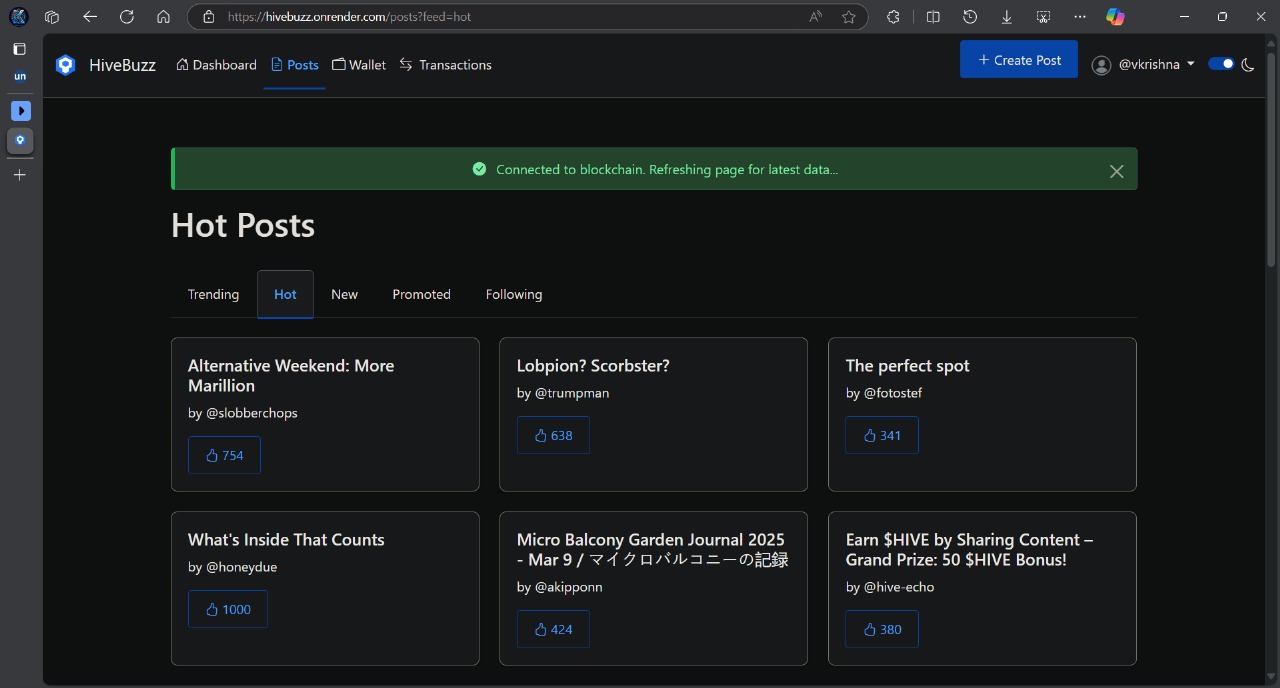 https://hivebuzz.onrender.com/posts?feed=hot
un
HiveBuzz
Dashboard
Posts
Wallet
Transactions
+ Create Post
@vkrishna
Connected to blockchain. Refreshing page for latest data...
Hot Posts
Trending
Hot
New
Promoted
Following
Alternative Weekend: More
Marillion
by @slobberchops
754
Lobpion? Scorbster?
by @trumpman
638
The perfect spot
by @fotostef
341
What's Inside That Counts
by @honeydue
1000
Micro Balcony Garden Journal 2025
- Mar 9 / マイクロバルコニーの記録
by @akipponn
424
Earn $HIVE by Sharing Content –
Grand Prize: 50 $HIVE Bonus!
by @hive-echo
380